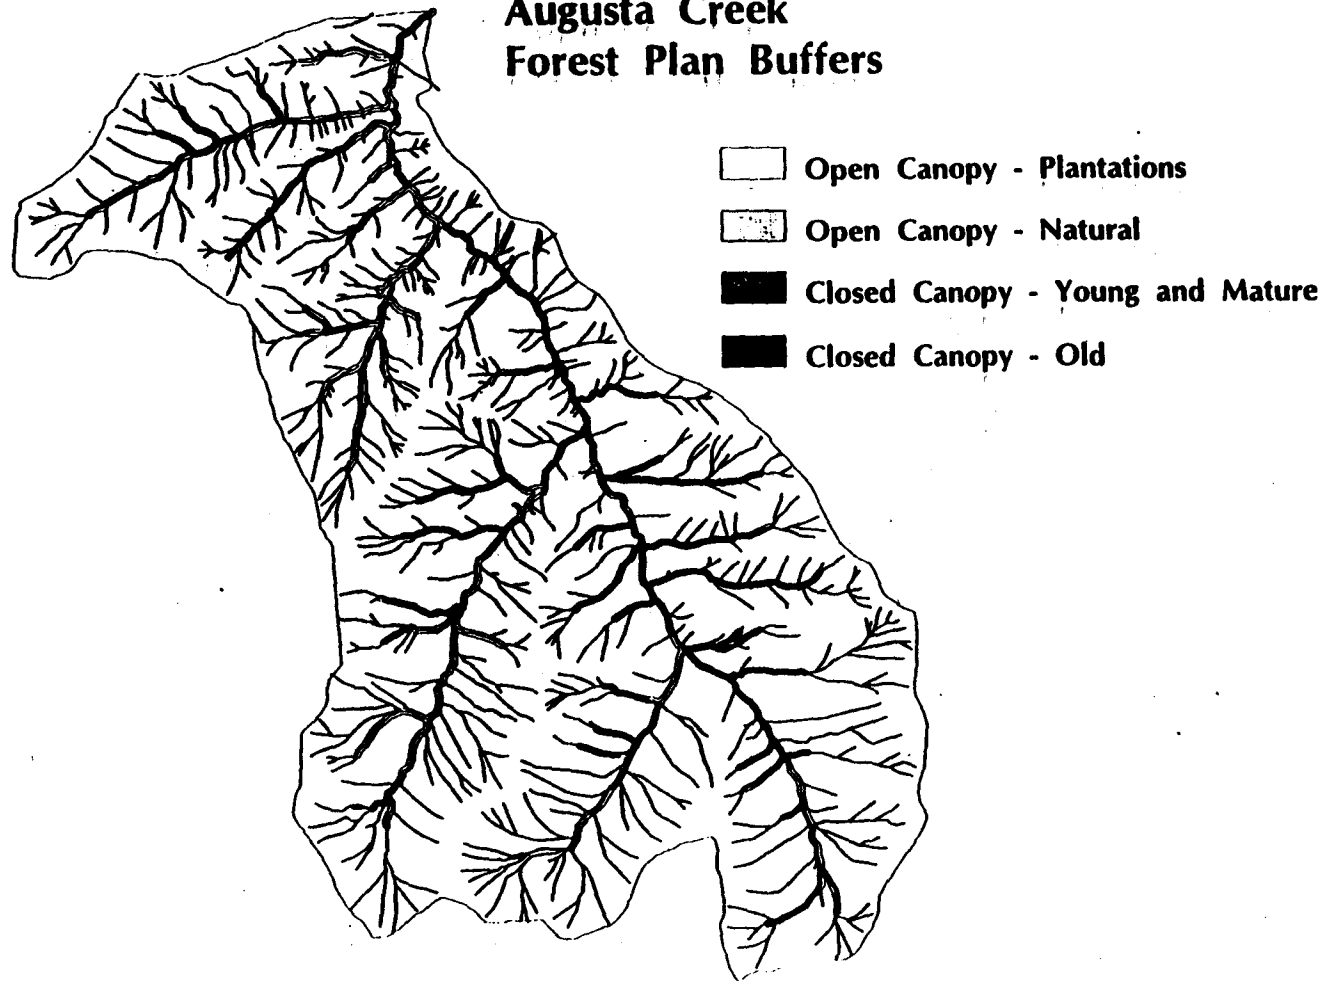 Augusta Creek
Forest Plan Buffers
Open Canopy - Plantations
Open Canopy - Natural
Closed Canopy - Young and Mature
Closed Canopy - Old